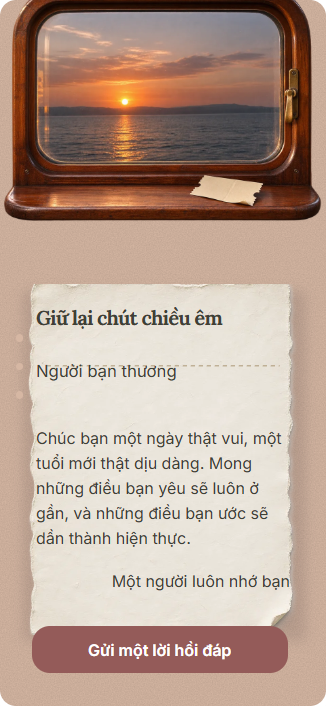 Giữ lại chút chiều êm
Người bạn thương
Chúc bạn một ngày thật vui, một
tuổi mới thật dịu dàng. Mong
những điều bạn yêu sẽ luôn ở
gần, và những điều bạn ước sẽ
dần thành hiện thực.
Một người luôn nhớ bạn
Gửi một lời hồi đáp